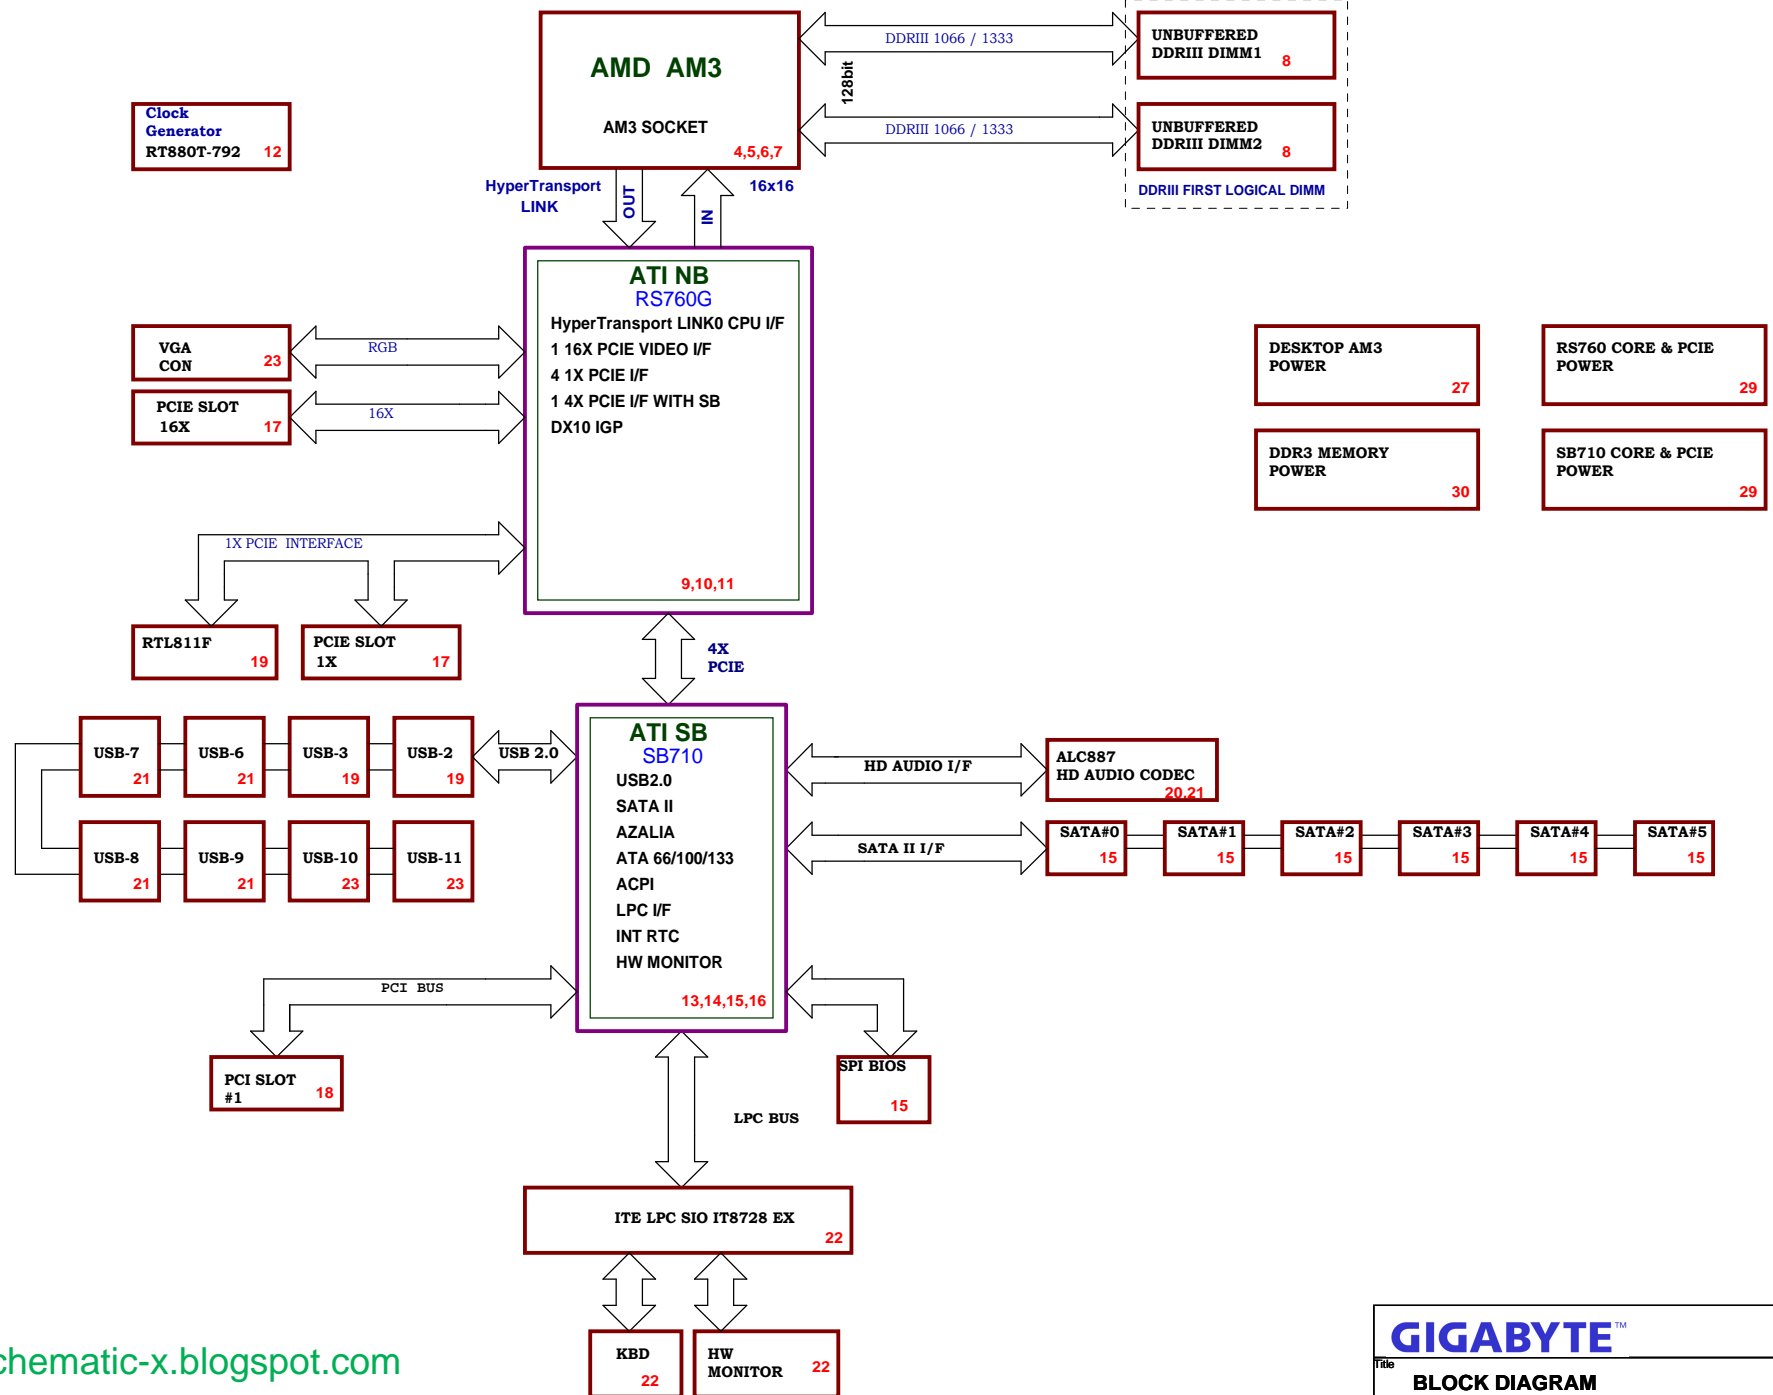 AMD AM3
AM3 SOCKET
4,5,6,7
DDRIII 1066 / 1333
128bit
DDRIII 1066 / 1333
UNBUFFERED
DDRIII DIMM1
8
UNBUFFERED
DDRIII DIMM2
8
DDRIII FIRST LOGICAL DIMM
Clock
Generator
RT880T-792 12
HyperTransport
LINK
OUT
IN
16x16
ATI NB
RS760G
HyperTransport LINK0 CPU I/F
1 16X PCIE VIDEO I/F
4 1X PCIE I/F
1 4X PCIE I/F WITH SB
DX10 IGP
9,10,11
VGA
CON
23
RGB
PCIE SLOT
16X
17
16X
DESKTOP AM3
POWER
27
RS760 CORE & PCIE
POWER
29
DDR3 MEMORY
POWER
30
SB710 CORE & PCIE
POWER
29
1X PCIE INTERFACE
RTL811F
19
PCIE SLOT
1X
17
4X
PCIE
ATI SB
SB710
USB2.0
SATA II
AZALIA
ATA 66/100/133
ACPI
LPC I/F
INT RTC
HW MONITOR
13,14,15,16
USB-7
21
USB-6
21
USB-3
19
USB-2
19
USB 2.0
USB-8
21
USB-9
21
USB-10
23
USB-11
23
HD AUDIO I/F
ALC887
HD AUDIO CODEC
20,21
SATA II I/F
SATA#0
15
SATA#1
15
SATA#2
15
SATA#3
15
SATA#4
15
SATA#5
15
PCI BUS
PCI SLOT
#1
18
SPI BIOS
15
LPC BUS
ITE LPC SIO IT8728 EX
22
KBD
22
HW
MONITOR
22
chematic-x.blogspot.com
GIGABYTE™
Title
BLOCK DIAGRAM